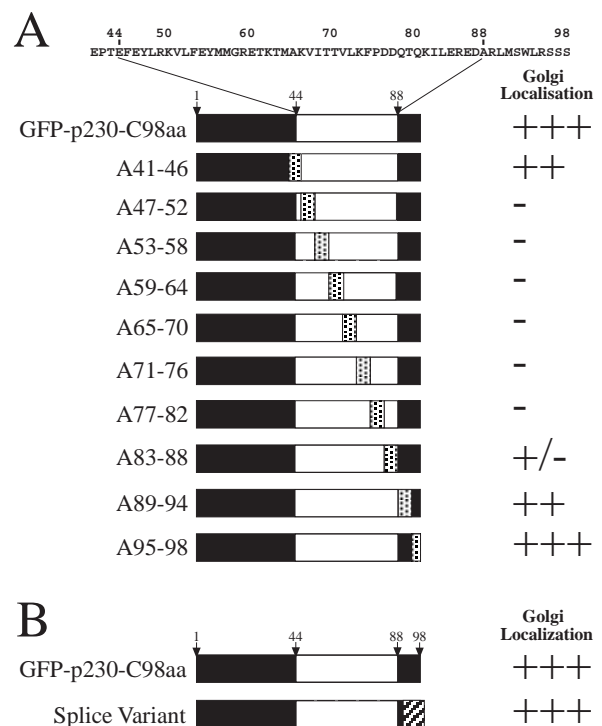 A
44 50 60 70 80 88 98
EPTEFEYLRKVLFEYMMGRETKTMAKVITTVLKFPDDQTQKILEREDARLMSWLRSSS
Golgi
Localisation
1 44 88
GFP-p230-C98aa +++
A41-46 ++
A47-52 -
A53-58 -
A59-64 -
A65-70 -
A71-76 -
A77-82 -
A83-88 +/-
A89-94 ++
A95-98 +++
B
Golgi
Localization
1 44 88 98
GFP-p230-C98aa +++
Splice Variant +++